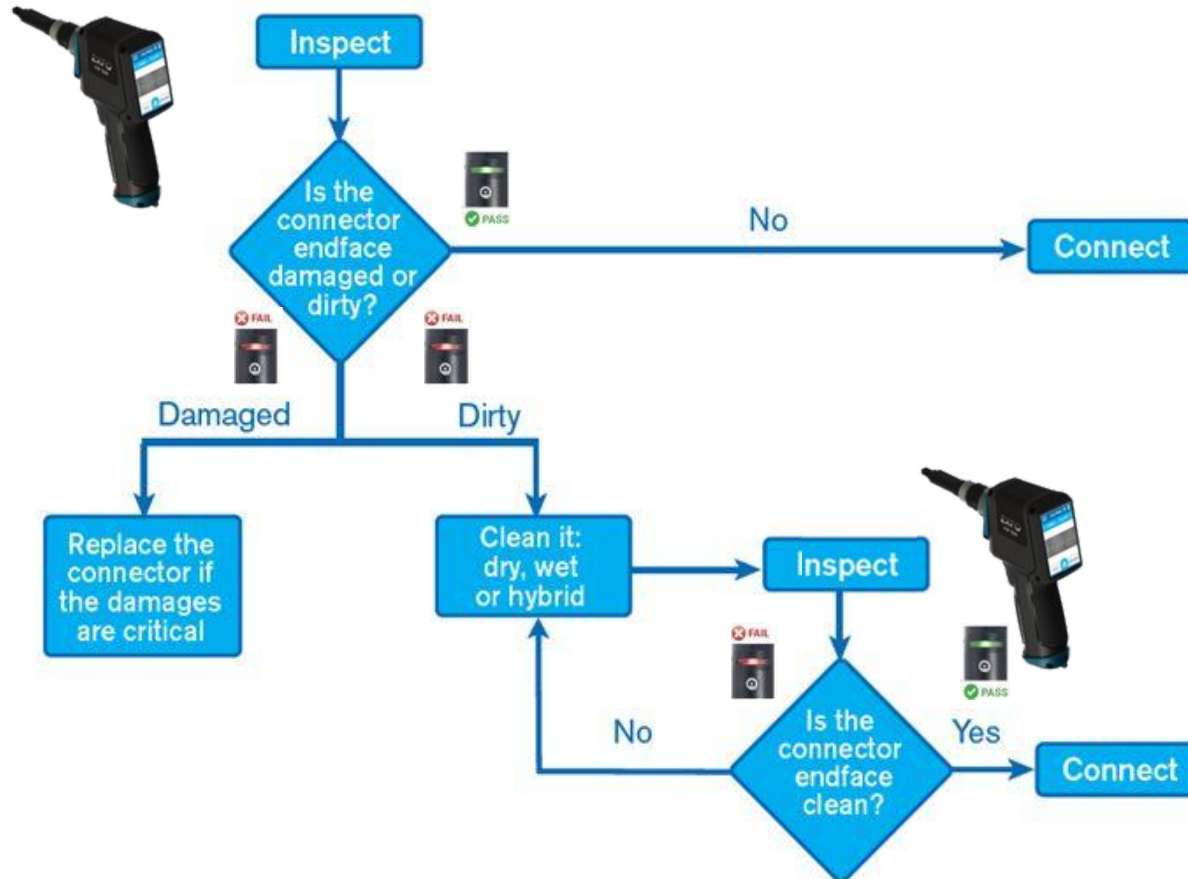 Inspect
Is the
connector
endface
damaged or
dirty?
PASS
No
Connect
FAIL
FAIL
Damaged
Dirty
Replace the
connector if
the damages
are critical
Clean it:
dry, wet
or hybrid
Inspect
FAIL
PASS
Is the
connector
endface
clean?
No
Yes
Connect